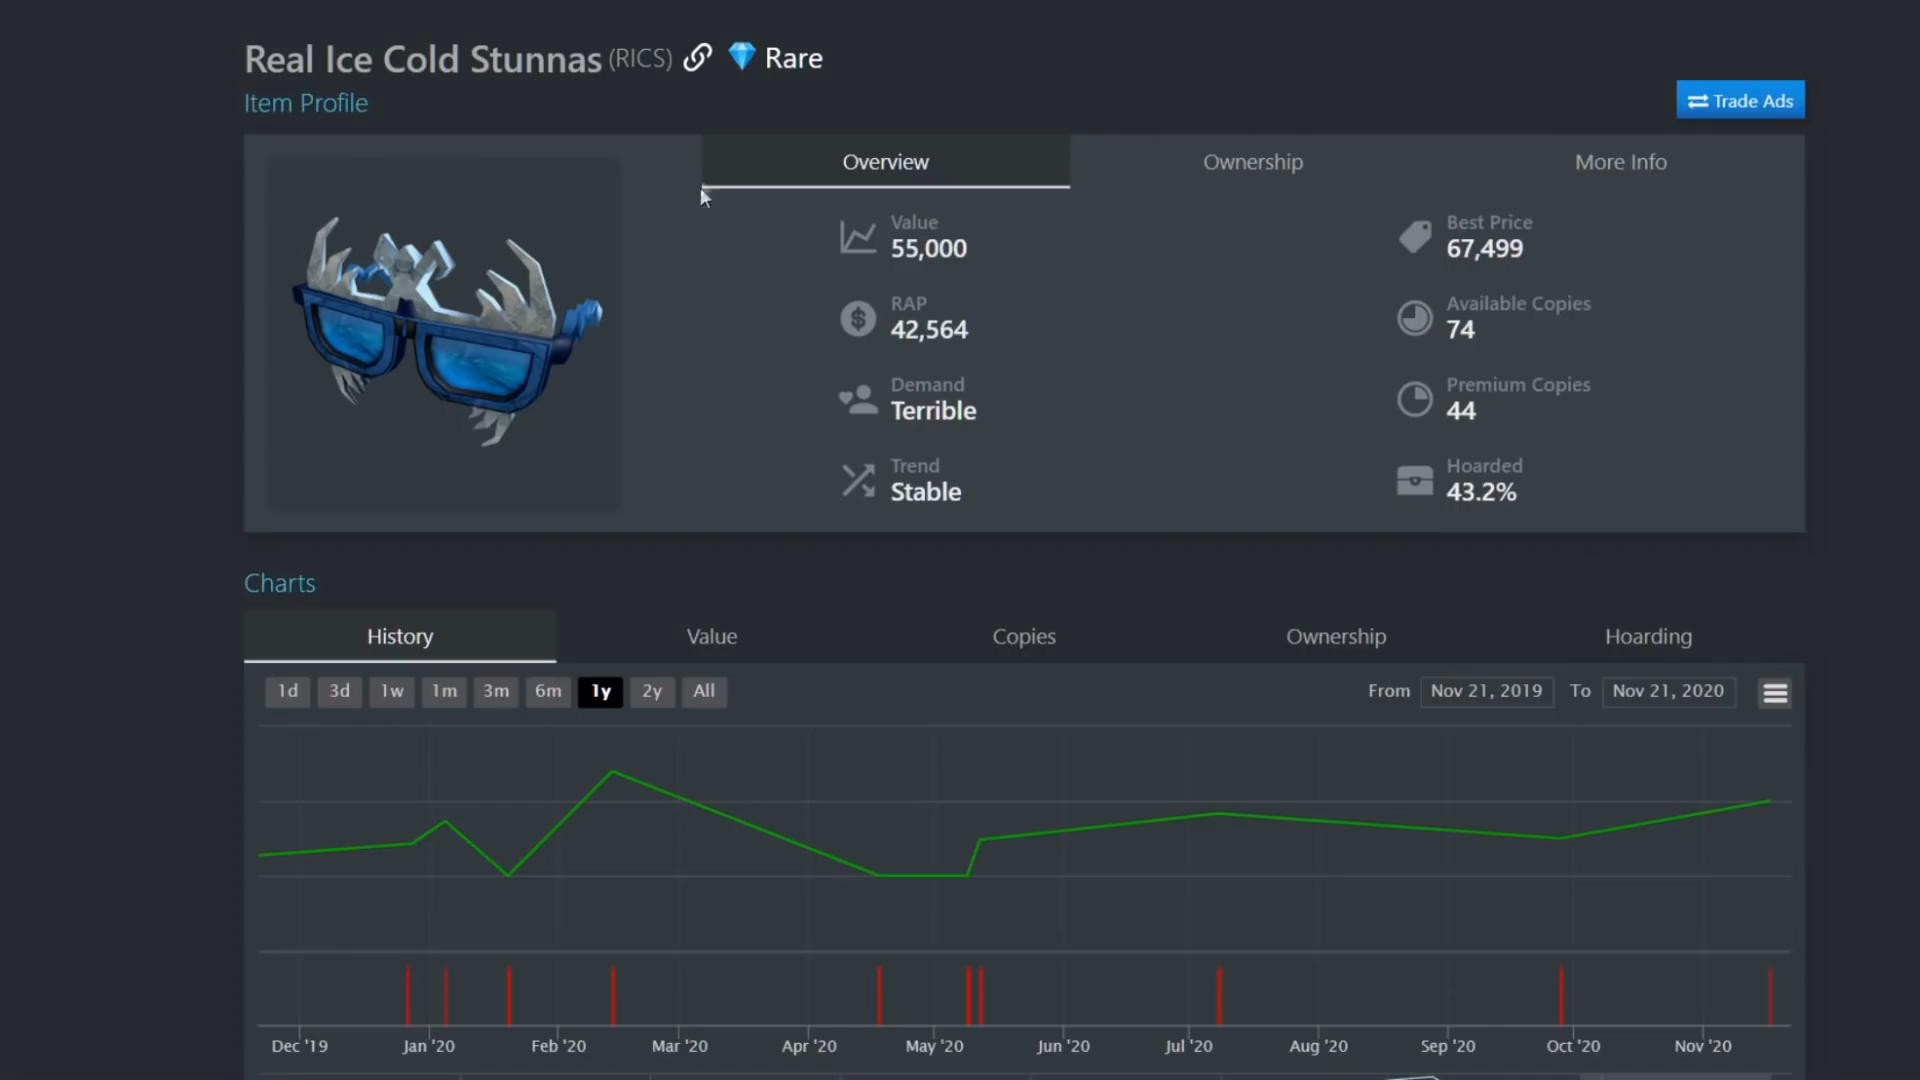 Real Ice Cold Stunnas (RICS) Rare
Item Profile
Trade Ads
Overview Ownership More Info
Value
55,000
Best Price
67,499
RAP
42,564
Available Copies
74
Demand
Terrible
Premium Copies
44
Trend
Stable
Hoarded
43.2%
Charts
History Value Copies Ownership Hoarding
1d 3d 1w 1m 3m 6m 1y 2y All From Nov 21, 2019 To Nov 21, 2020
Dec '19 Jan '20 Feb '20 Mar '20 Apr '20 May '20 Jun '20 Jul '20 Aug '20 Sep '20 Oct '20 Nov '20